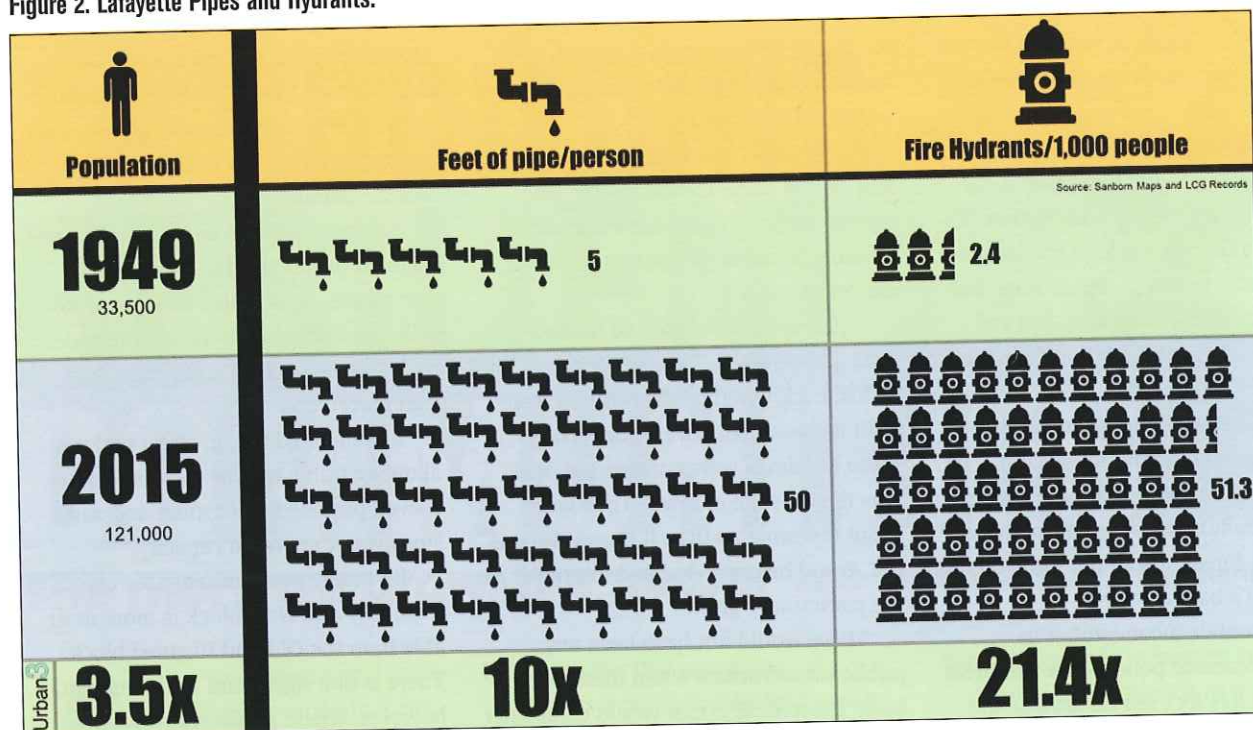 Figure 2. Lafayette Pipes and Hydrants.
Population
Feet of pipe/person
Fire Hydrants/1,000 people
Source: Sanborn Maps and LCG Records
1949
33,500
5
2.4
2015
121,000
50
51.3
Urban3
3.5x
10x
21.4x